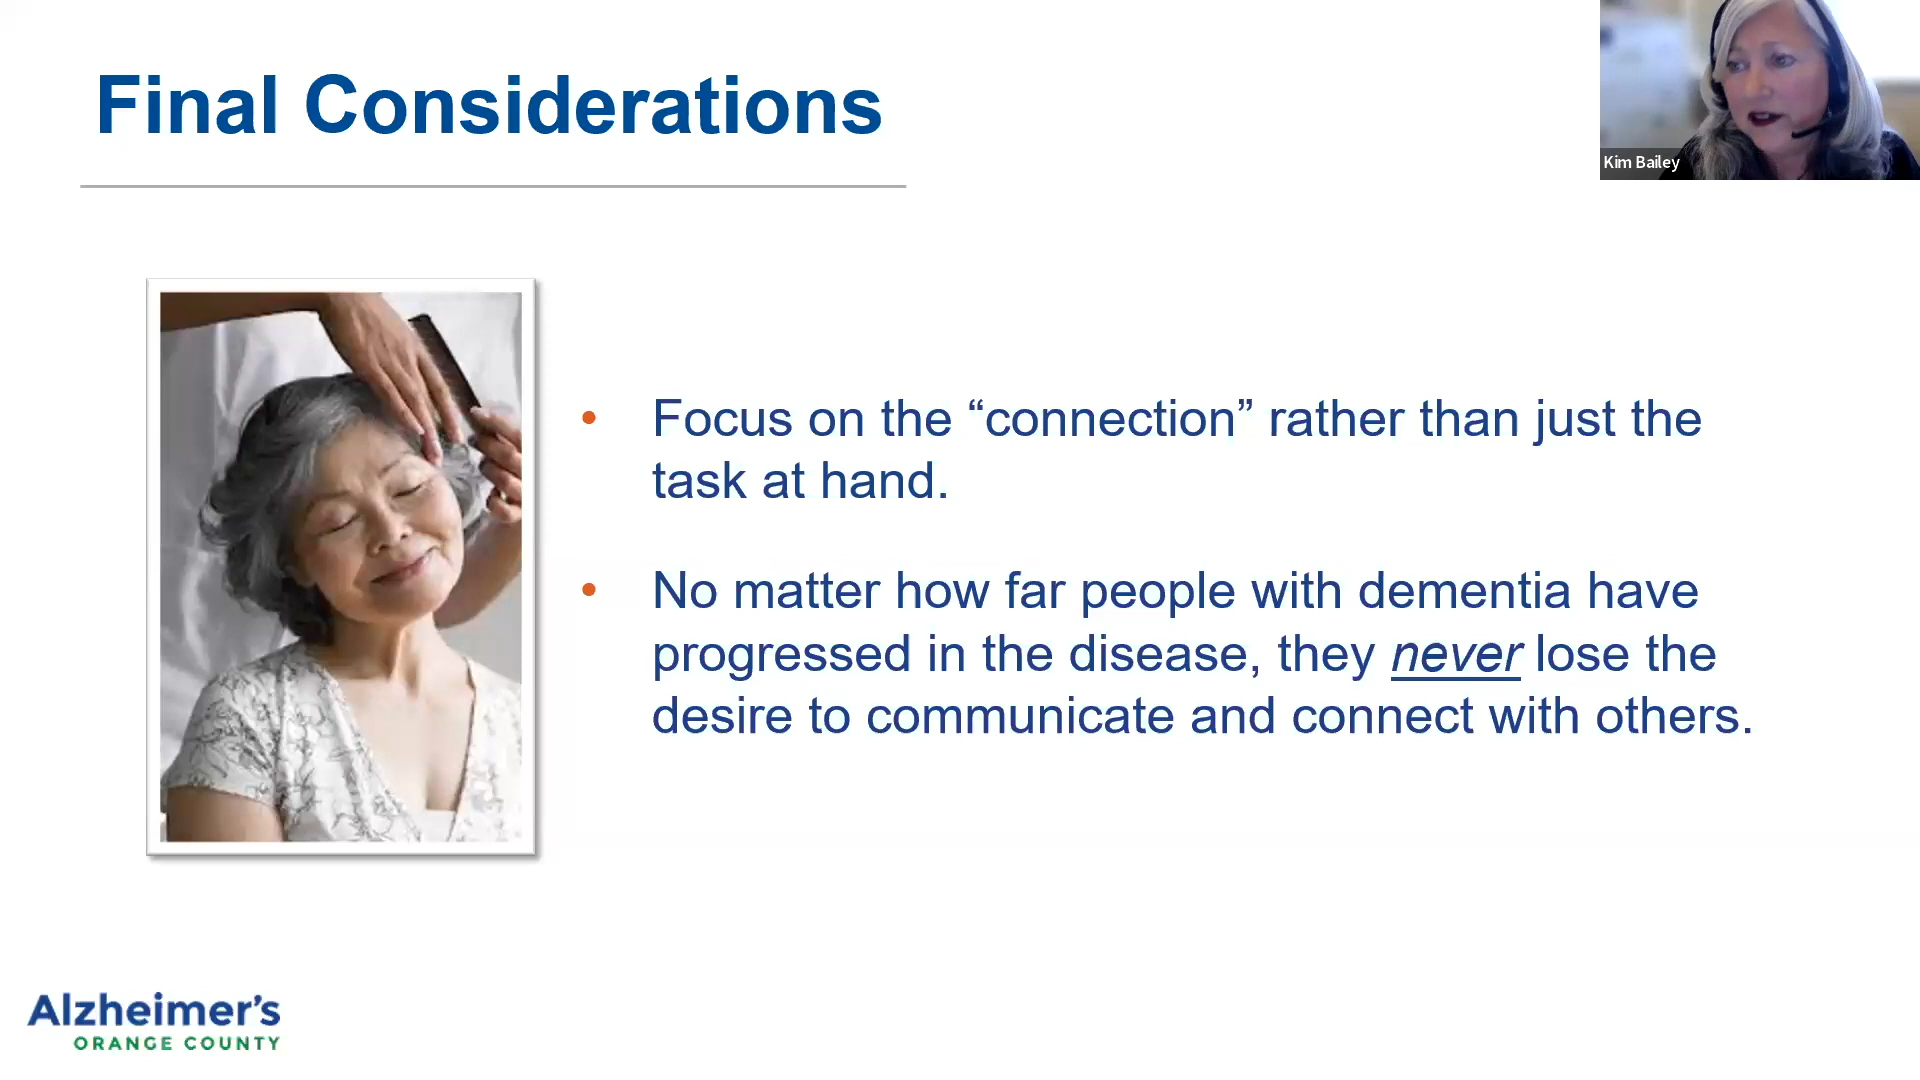 Final Considerations
Kim Bailey
• Focus on the “connection” rather than just the
task at hand.
• No matter how far people with dementia have
progressed in the disease, they never lose the
desire to communicate and connect with others.
Alzheimer’s
ORANGE COUNTY